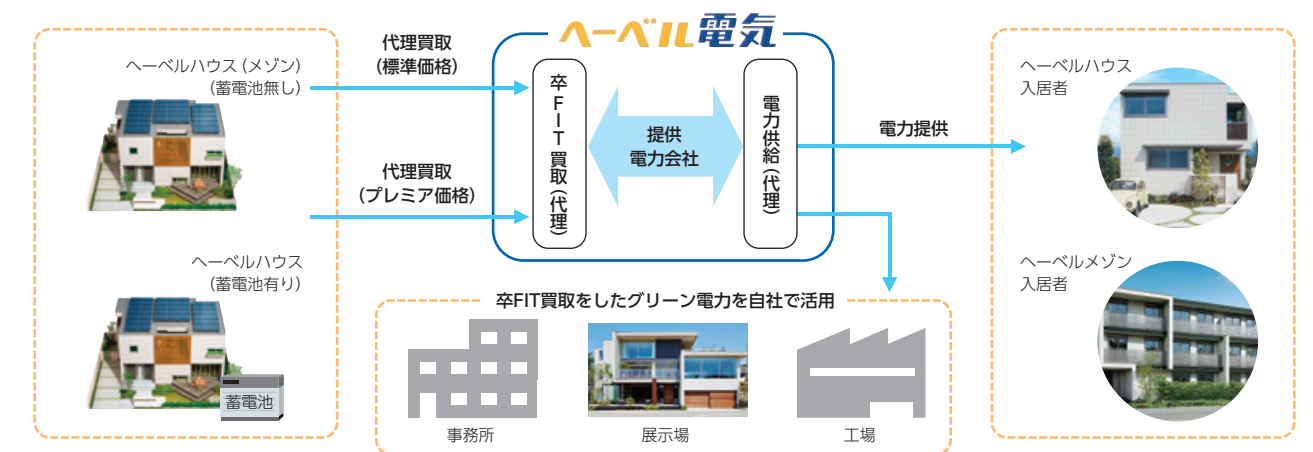 ヘーベルハウス(メゾン)
(蓄電池無し)
ヘーベルハウス
(蓄電池有り)
蓄電池
代理買取
(標準価格)
代理買取
(プレミア価格)
ヘーベル電気
卒FIT買取(代理)
提供
電力会社
電力供給(代理)
電力提供
ヘーベルハウス
入居者
ヘーベルメゾン
入居者
卒FIT買取をしたグリーン電力を自社で活用
事務所
展示場
工場